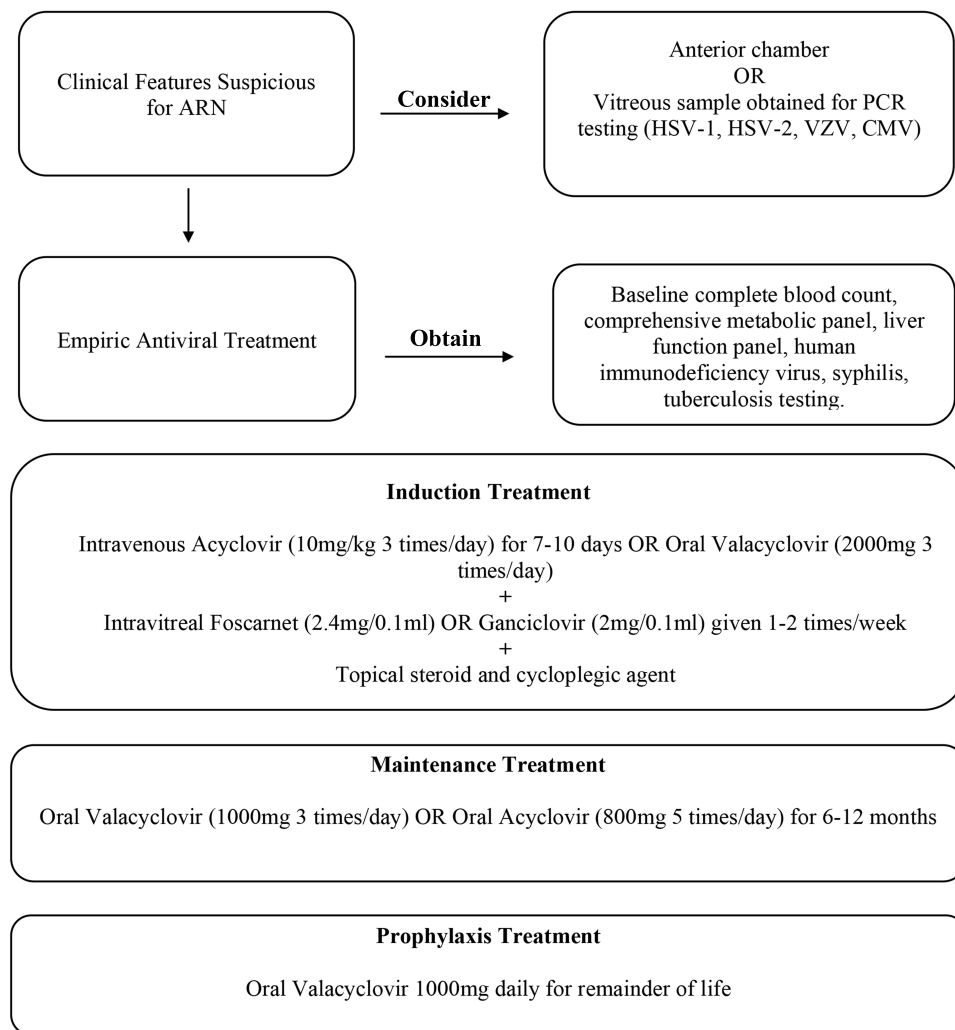 Clinical Features Suspicious
for ARN
Consider
Anterior chamber
OR
Vitreous sample obtained for PCR
testing (HSV-1, HSV-2, VZV, CMV)
Empiric Antiviral Treatment
Obtain
Baseline complete blood count,
comprehensive metabolic panel, liver
function panel, human
immunodeficiency virus, syphilis,
tuberculosis testing.
Induction Treatment
Intravenous Acyclovir (10mg/kg 3 times/day) for 7-10 days OR Oral Valacyclovir (2000mg 3
times/day)
+
Intravitreal Foscarnet (2.4mg/0.1ml) OR Ganciclovir (2mg/0.1ml) given 1-2 times/week
+
Topical steroid and cycloplegic agent
Maintenance Treatment
Oral Valacyclovir (1000mg 3 times/day) OR Oral Acyclovir (800mg 5 times/day) for 6-12 months
Prophylaxis Treatment
Oral Valacyclovir 1000mg daily for remainder of life